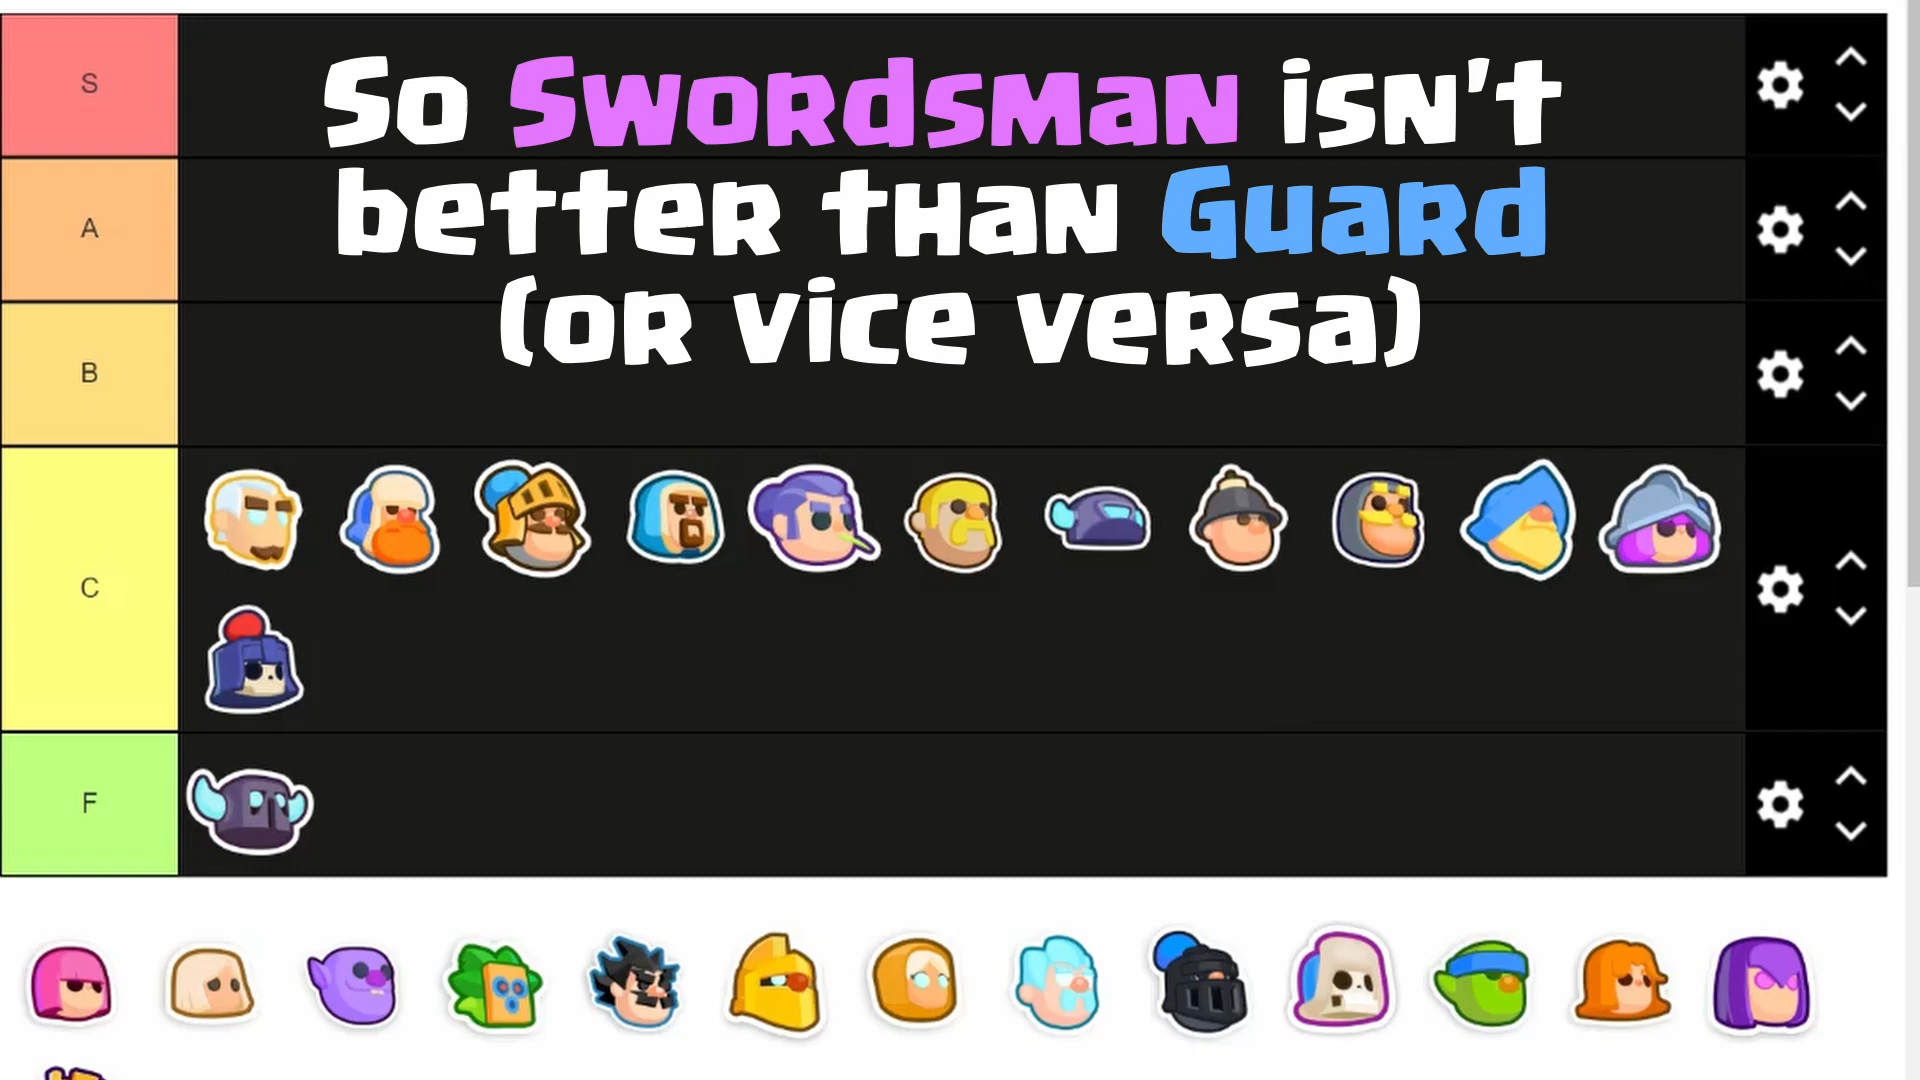 S
So Swordsman isn't
A
better than Guard
B
(or vice versa)
C
F